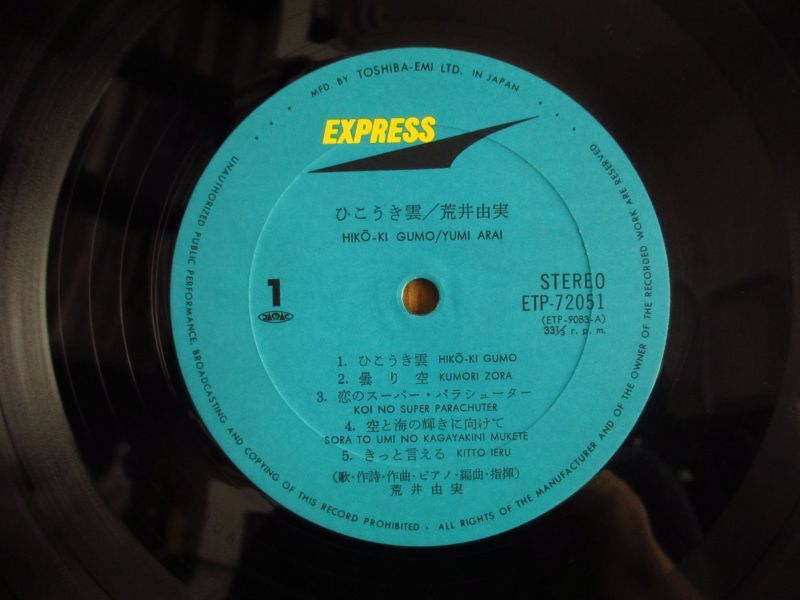 MFD. BY TOSHIBA-EMI LTD. IN JAPAN
EXPRESS
ひこうき雲/荒井由実
HIKŌ-KI GUMO/YUMI ARAI
1
STEREO
ETP-72051
(ETP-9083-A)
33⅓ r. p. m.
1. ひこうき雲 HIKŌ-KI GUMO
2. 曇り空 KUMORI ZORA
3. 恋のスーパー・パラシューター
KOI NO SUPER PARACHUTER
4. 空と海の輝きに向けて
SORA TO UMI NO KAGAYAKINI MUKETE
5. きっと言える KITTO IERU
(歌・作詩・作曲・ピアノ・編曲・指揮)
荒井由実
UNAUTHORIZED PUBLIC PERFORMANCE, BROADCASTING AND COPYING OF THIS RECORD PROHIBITED • ALL RIGHTS OF THE MANUFACTURER AND OF THE OWNER OF THE RECORDED WORK ARE RESERVED